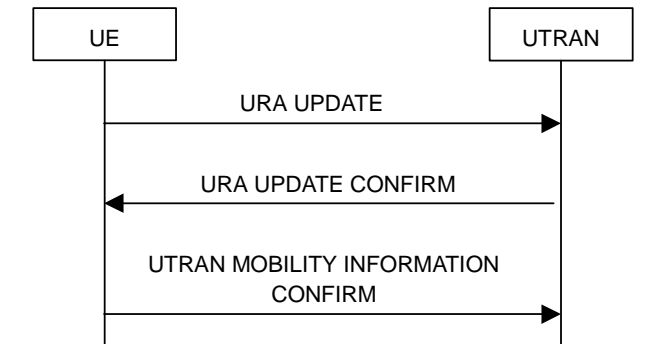 UE
UTRAN
URA UPDATE
URA UPDATE CONFIRM
UTRAN MOBILITY INFORMATION
CONFIRM